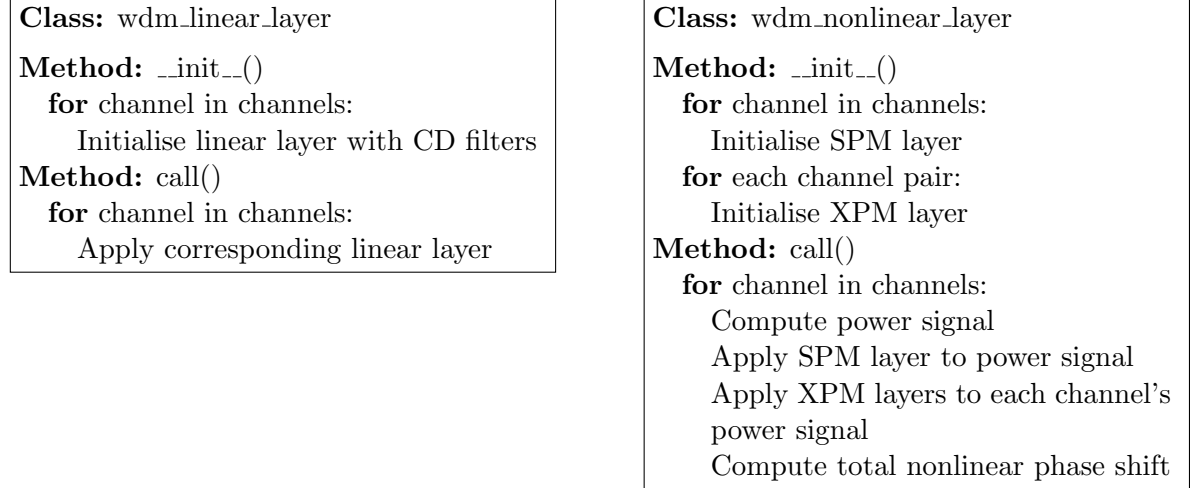 Class: wdm_linear_layer
Method: __init__()
for channel in channels:
Initialise linear layer with CD filters
Method: call()
for channel in channels:
Apply corresponding linear layer
Class: wdm_nonlinear_layer
Method: __init__()
for channel in channels:
Initialise SPM layer
for each channel pair:
Initialise XPM layer
Method: call()
for channel in channels:
Compute power signal
Apply SPM layer to power signal
Apply XPM layers to each channel's
power signal
Compute total nonlinear phase shift